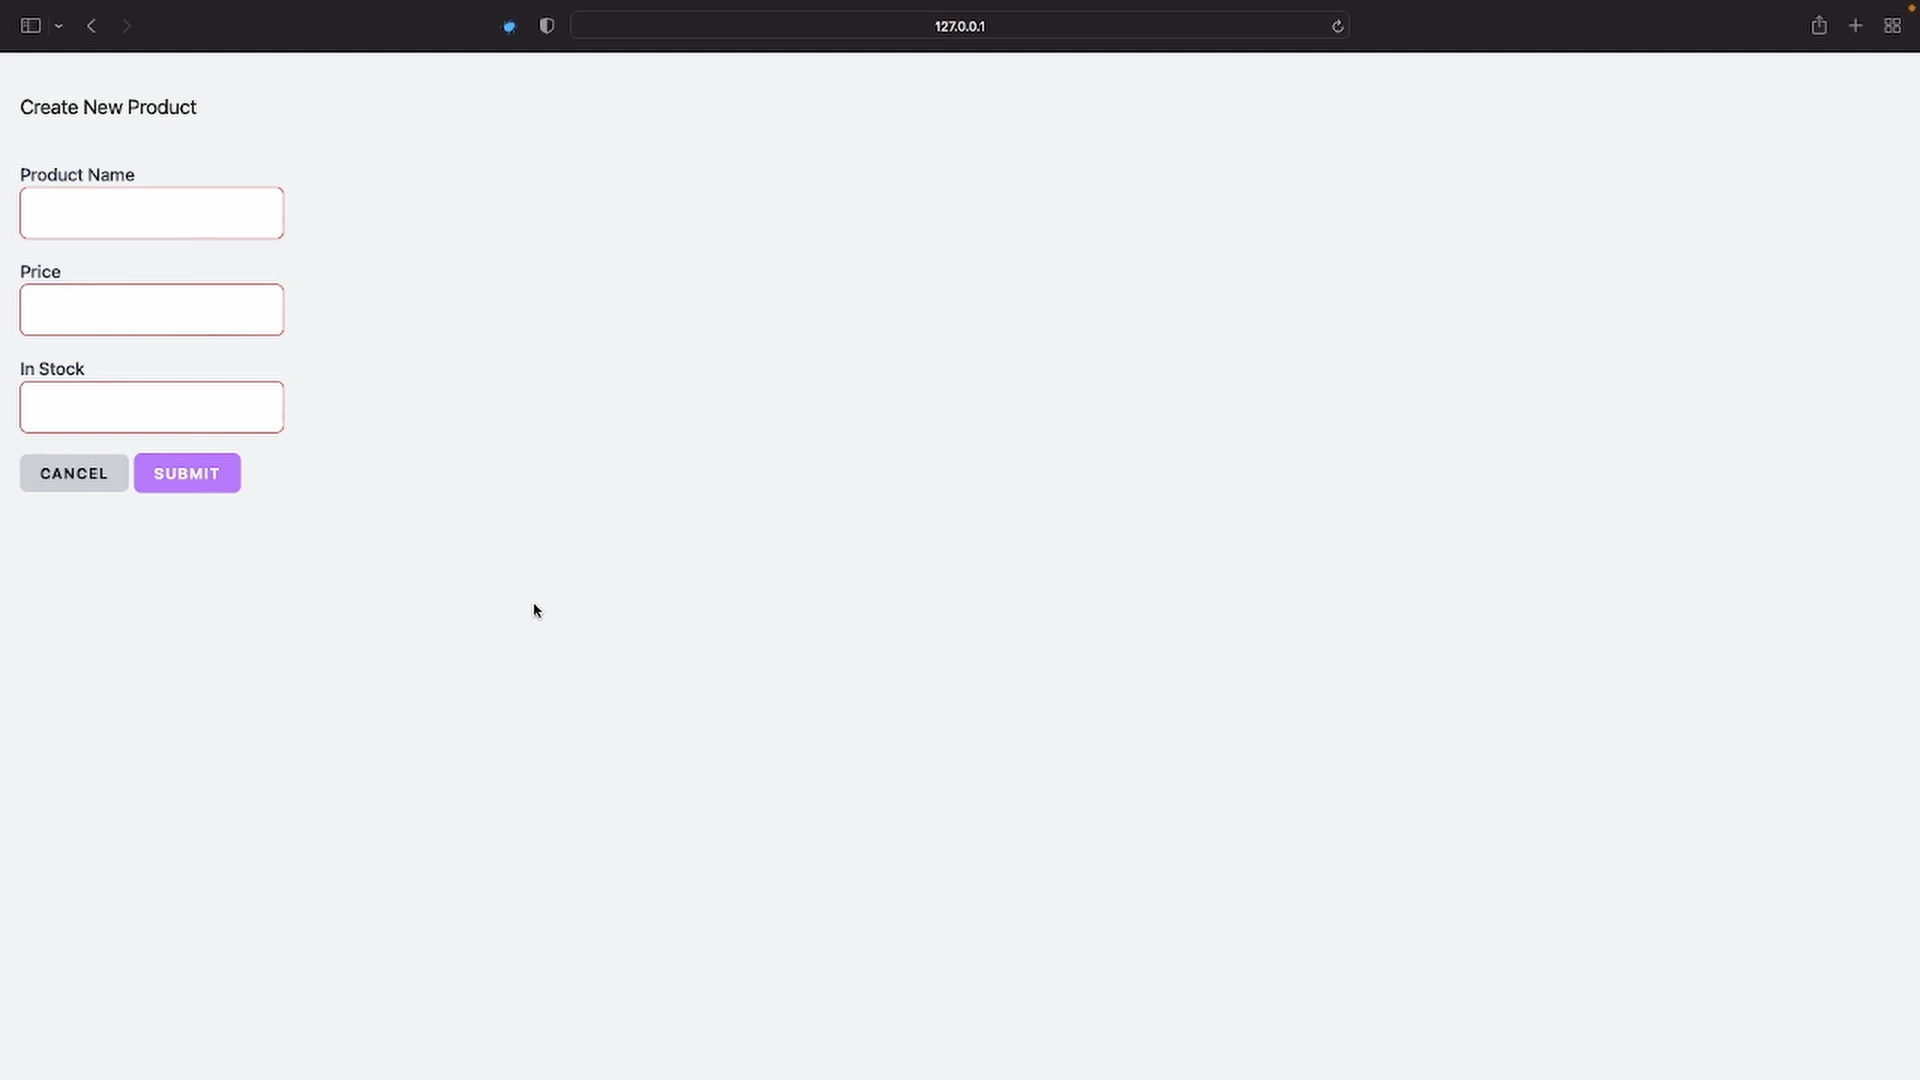 127.0.0.1
Create New Product
Product Name
Price
In Stock
CANCEL SUBMIT